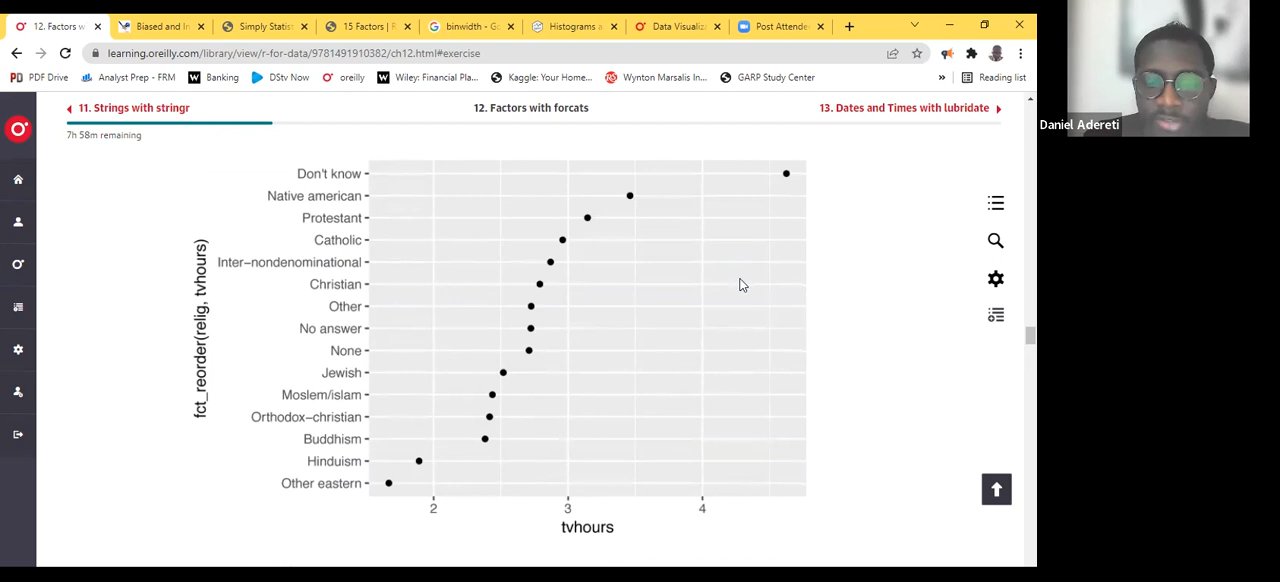 12. Factors w
Biased and In
Simply Statist
15 Factors | R
binwidth - Go
Histograms a
Data Visualiza
Post Attende
learning.oreilly.com/library/view/r-for-data/9781491910382/ch12.html#exercise
PDF Drive
Analyst Prep - FRM
Banking
DStv Now
oreilly
Wiley: Financial Pla...
Kaggle: Your Home...
Wynton Marsalis In...
GARP Study Center
»
Reading list
11. Strings with stringr
12. Factors with forcats
13. Dates and Times with lubridate
7h 58m remaining
Don't know
Native american
Protestant
Catholic
Inter-nondenominational
Christian
Other
No answer
None
Jewish
Moslem/islam
Orthodox-christian
Buddhism
Hinduism
Other eastern
fct_reorder(relig, tvhours)
2
3
4
tvhours
Daniel Adereti